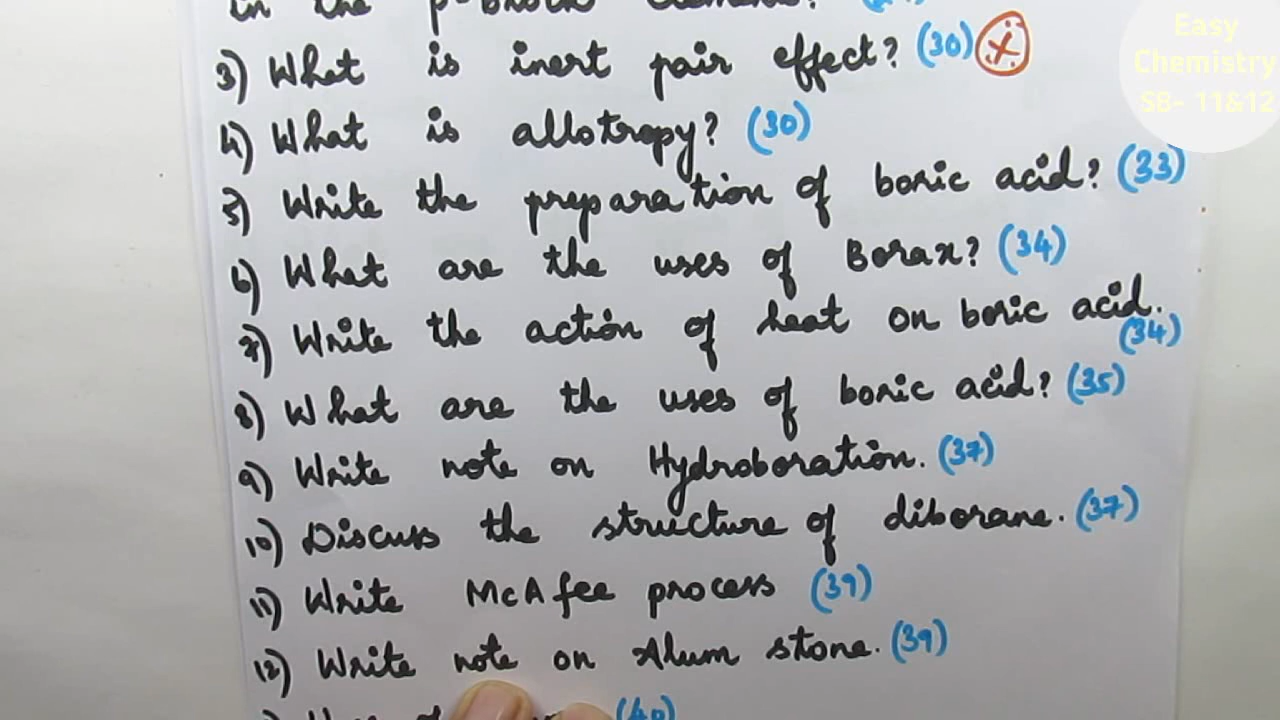 in the p-block elements?
3) What is inert pair effect? (30)
4) What is allotropy? (30)
5) Write the preparation of boric acid? (33)
6) What are the uses of Borax? (34)
7) Write the action of heat on boric acid. (34)
8) What are the uses of boric acid? (35)
9) Write note on Hydroboration. (37)
10) Discuss the structure of diborane. (37)
11) Write McAfee process (39)
12) Write note on Alum stone. (39)
(40)
Easy
Chemistry
SB- 11&12